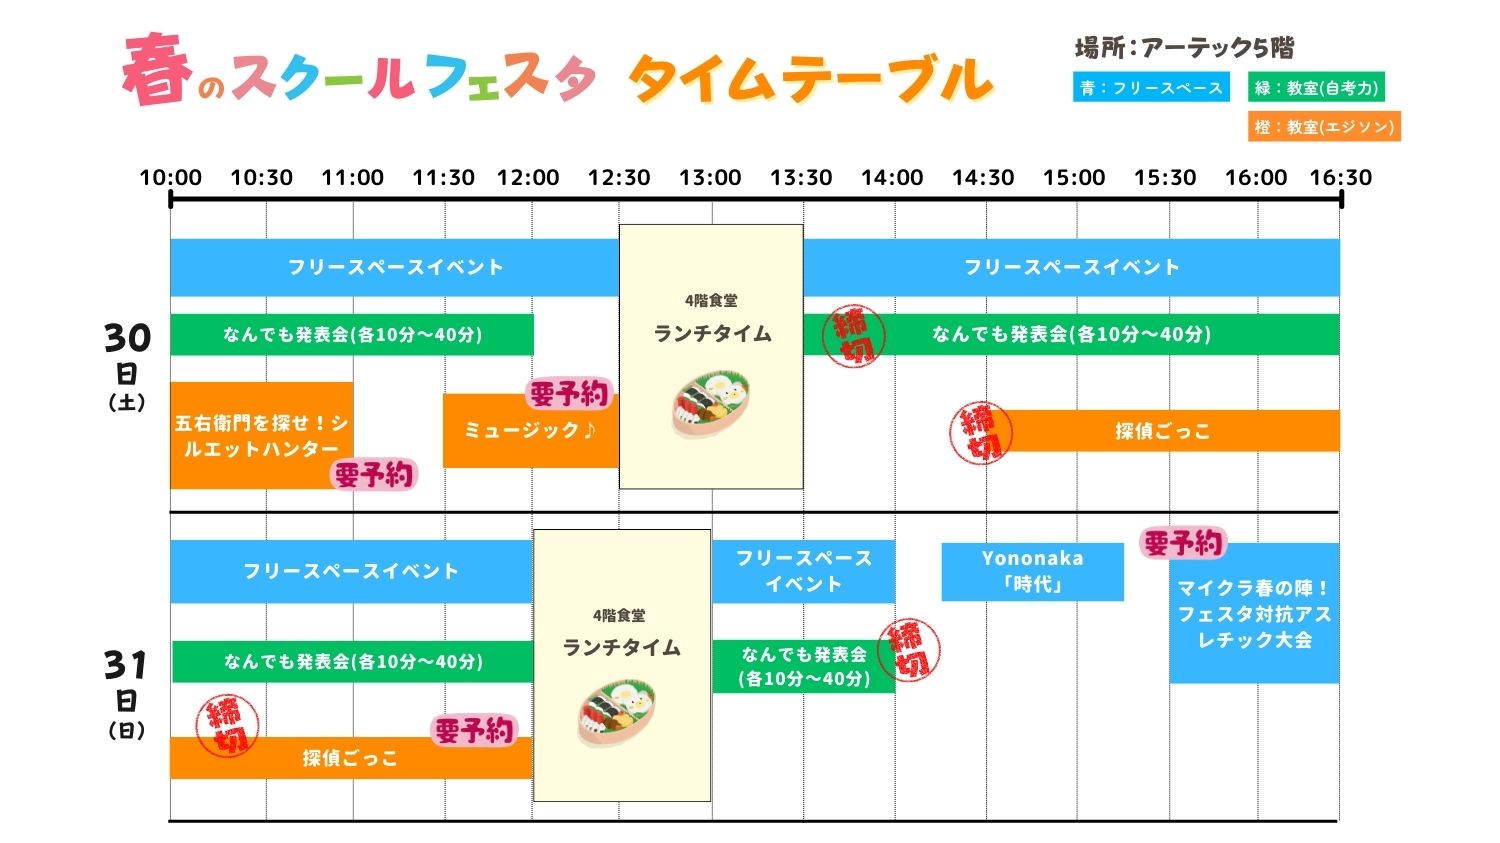 春のスクールフェスタ タイムテーブル
場所：アーテック5階
青：フリースペース
緑：教室(自考力)
橙：教室(エジソン)
10:00 10:30 11:00 11:30 12:00 12:30 13:00 13:30 14:00 14:30 15:00 15:30 16:00 16:30
30
日
（土）
フリースペースイベント
なんでも発表会(各10分～40分)
五右衛門を探せ！シ
ルエットハンター
要予約
要予約
ミュージック♪
4階食堂
ランチタイム
フリースペースイベント
締
切
なんでも発表会(各10分～40分)
締
切
探偵ごっこ
31
日
（日）
フリースペースイベント
なんでも発表会(各10分～40分)
締
切
要予約
探偵ごっこ
4階食堂
ランチタイム
フリースペース
イベント
なんでも発表会
(各10分～40分)
締
切
Yononaka
「時代」
要予約
マイクラ春の陣！
フェスタ対抗アス
レチック大会